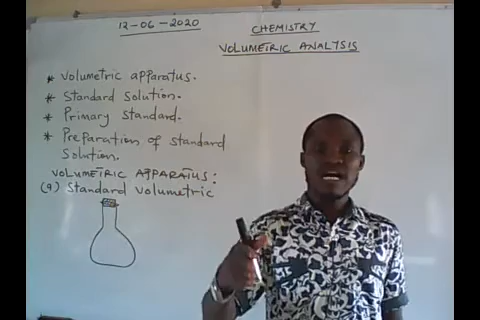 12-06-2020
CHEMISTRY
VOLUMETRIC ANALYSIS
* Volumetric apparatus.
* Standard Solution.
* Primary Standard.
* Preparation of Standard
Solution.
VOLUMETRIC APPARATUS:
(a) Standard Volumetric